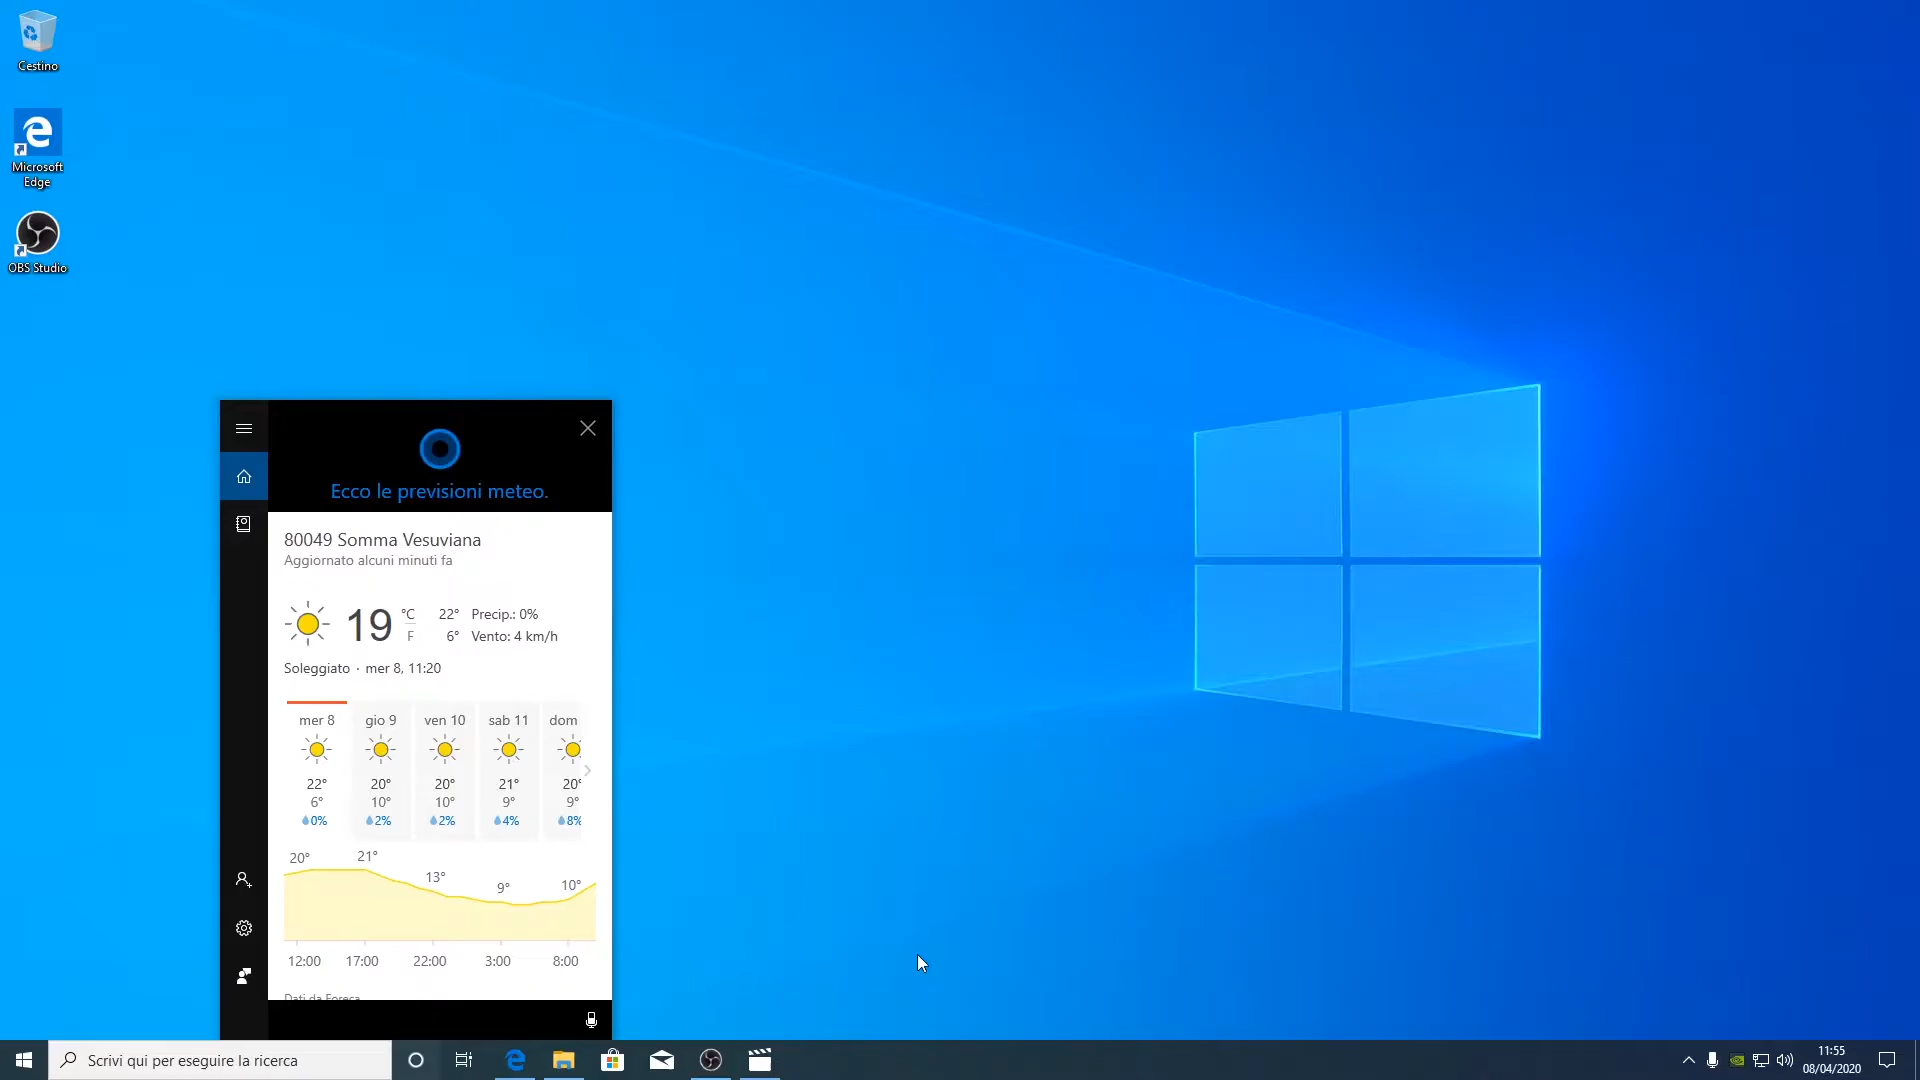 Cestino
Microsoft
Edge
OBS Studio
Ecco le previsioni meteo.
80049 Somma Vesuviana
Aggiornato alcuni minuti fa
19 °C F 22° Precip.: 0%
6° Vento: 4 km/h
Soleggiato · mer 8, 11:20
mer 8 gio 9 ven 10 sab 11 dom
22° 20° 20° 21° 20°
6° 10° 10° 9° 9°
0% 2% 2% 4% 8%
20° 21° 13° 9° 10°
12:00 17:00 22:00 3:00 8:00
Dati da Foreca
Scrivi qui per eseguire la ricerca
11:55
08/04/2020